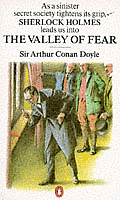 As a sinister
secret society tightens its grip,–
SHERLOCK HOLMES
leads us into
THE VALLEY OF FEAR
Sir Arthur Conan Doyle